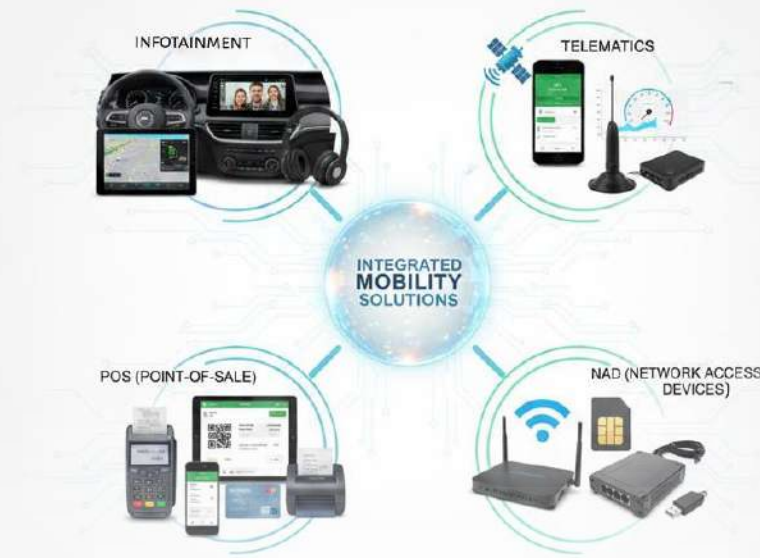 INFOTAINMENT
TELEMATICS
INTEGRATED
MOBILITY
SOLUTIONS
POS (POINT-OF-SALE)
NAD (NETWORK ACCESS
DEVICES)